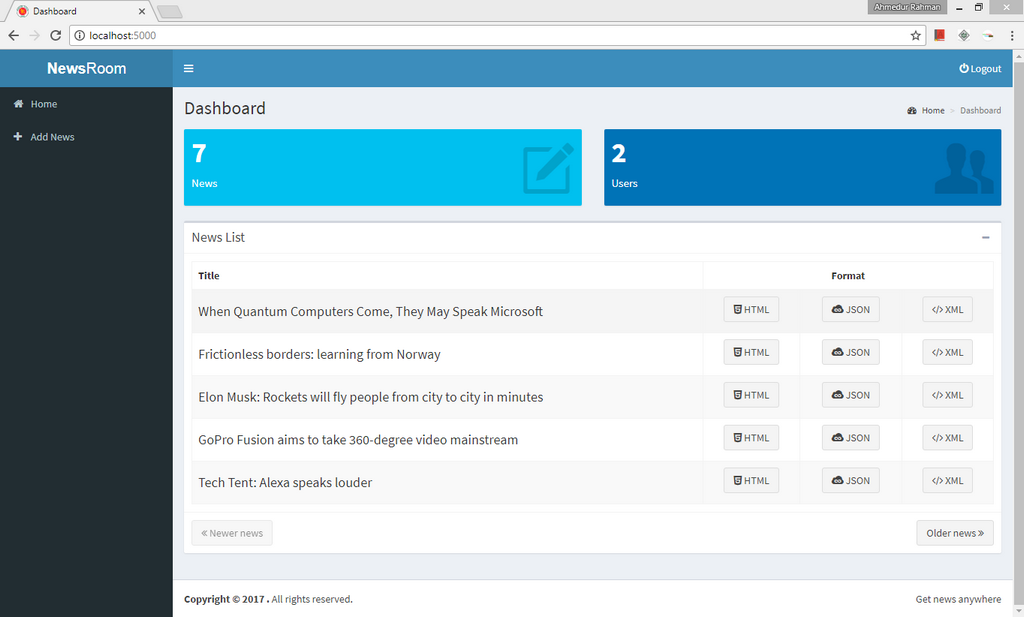 Dashboard
Ahmedur Rahman
localhost:5000
NewsRoom
Logout
Home
Add News
Dashboard
Home > Dashboard
7
News
2
Users
News List
Title Format
When Quantum Computers Come, They May Speak Microsoft HTML JSON </> XML
Frictionless borders: learning from Norway HTML JSON </> XML
Elon Musk: Rockets will fly people from city to city in minutes HTML JSON </> XML
GoPro Fusion aims to take 360-degree video mainstream HTML JSON </> XML
Tech Tent: Alexa speaks louder HTML JSON </> XML
« Newer news Older news »
Copyright © 2017 . All rights reserved. Get news anywhere